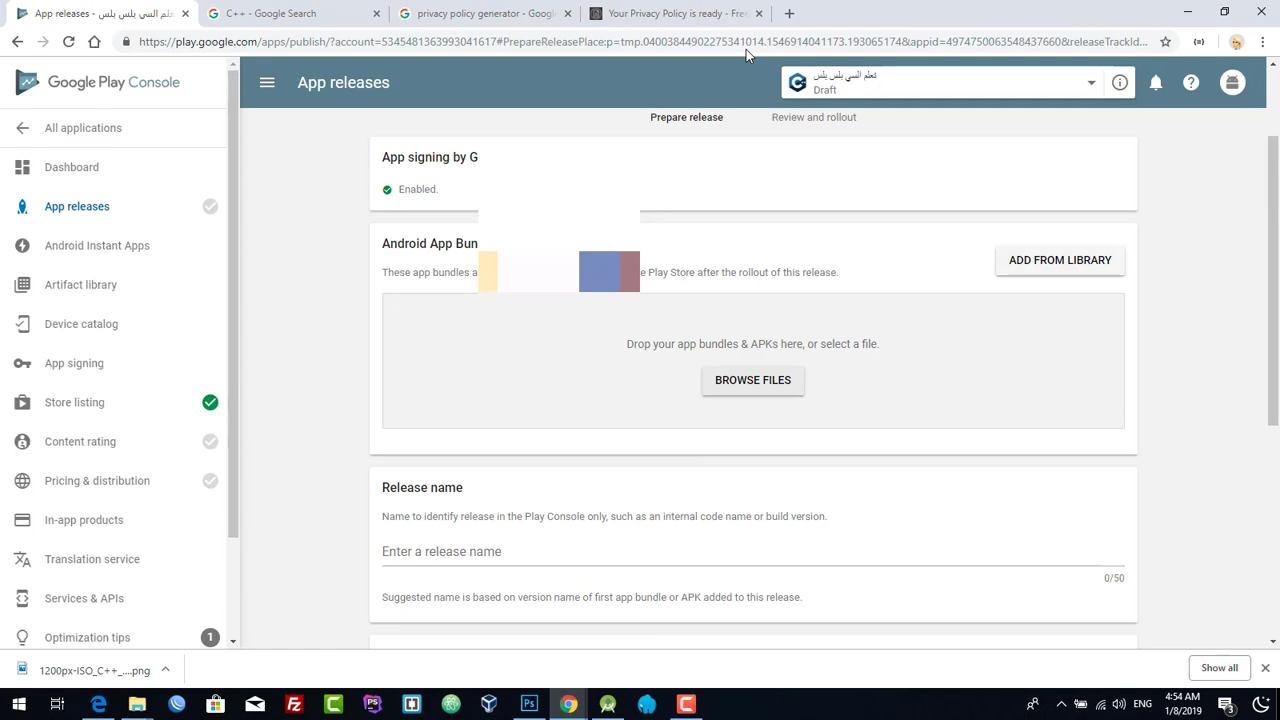 App releases - تعلم السي بلس بلس
C++ - Google Search
privacy policy generator - Google
Your Privacy Policy is ready - Free
https://play.google.com/apps/publish/?account=5345481363993041617#PrepareReleasePlace:p=tmp.04003844902275341014.1546914041173.193065174&appid=4974750063548437660&releaseTrackId...
Google Play Console
App releases
تعلم السي بلس بلس
Draft
All applications
Dashboard
App releases
Android Instant Apps
Artifact library
Device catalog
App signing
Store listing
Content rating
Pricing & distribution
In-app products
Translation service
Services & APIs
Optimization tips
1
Prepare release
Review and rollout
App signing by G
Enabled.
Android App Bun
These app bundles a
e Play Store after the rollout of this release.
ADD FROM LIBRARY
Drop your app bundles & APKs here, or select a file.
BROWSE FILES
Release name
Name to identify release in the Play Console only, such as an internal code name or build version.
Enter a release name
0/50
Suggested name is based on version name of first app bundle or APK added to this release.
1200px-ISO_C++_....png
Show all
ENG
4:54 AM
1/8/2019
3